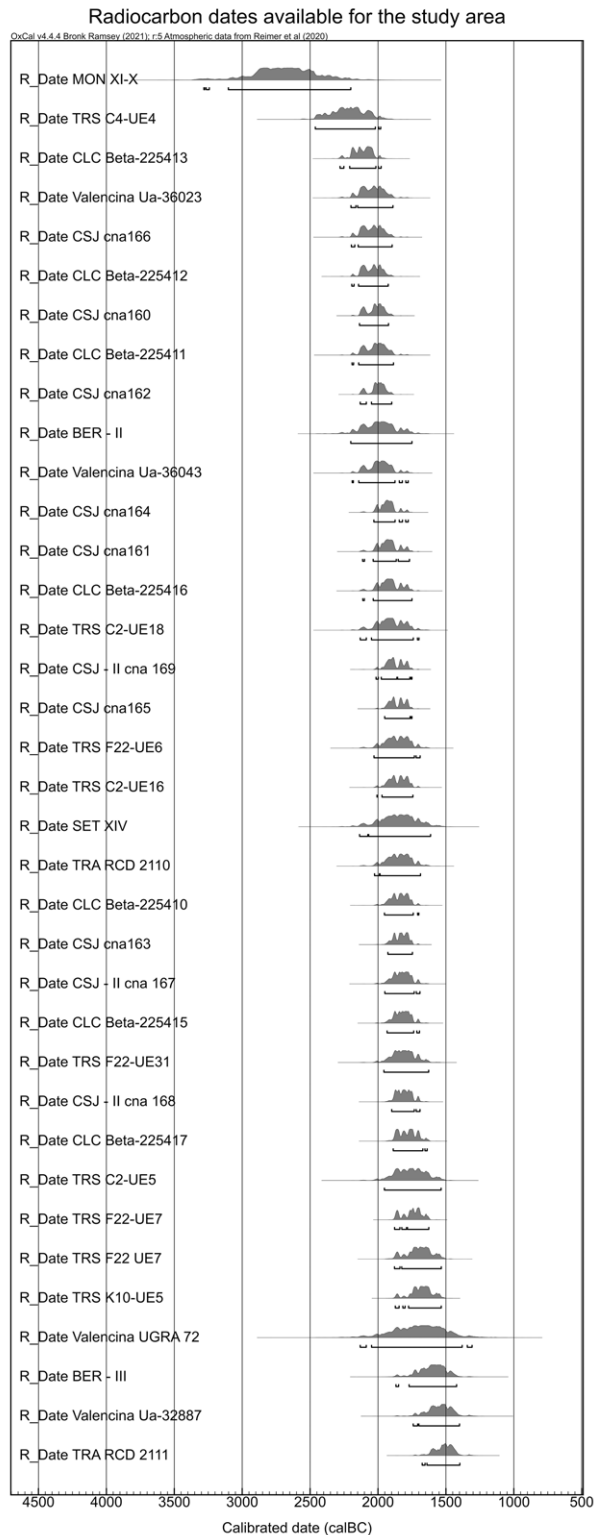 Radiocarbon dates available for the study area
OxCal v4.4.4 Bronk Ramsey (2021); r:5 Atmospheric data from Reimer et al (2020)
R_Date MON XI-X
R_Date TRS C4-UE4
R_Date CLC Beta-225413
R_Date Valencina Ua-36023
R_Date CSJ cna166
R_Date CLC Beta-225412
R_Date CSJ cna160
R_Date CLC Beta-225411
R_Date CSJ cna162
R_Date BER - II
R_Date Valencina Ua-36043
R_Date CSJ cna164
R_Date CSJ cna161
R_Date CLC Beta-225416
R_Date TRS C2-UE18
R_Date CSJ - II cna 169
R_Date CSJ cna165
R_Date TRS F22-UE6
R_Date TRS C2-UE16
R_Date SET XIV
R_Date TRA RCD 2110
R_Date CLC Beta-225410
R_Date CSJ cna163
R_Date CSJ - II cna 167
R_Date CLC Beta-225415
R_Date TRS F22-UE31
R_Date CSJ - II cna 168
R_Date CLC Beta-225417
R_Date TRS C2-UE5
R_Date TRS F22-UE7
R_Date TRS F22 UE7
R_Date TRS K10-UE5
R_Date Valencina UGRA 72
R_Date BER - III
R_Date Valencina Ua-32887
R_Date TRA RCD 2111
4500 4000 3500 3000 2500 2000 1500 1000 500
Calibrated date (calBC)